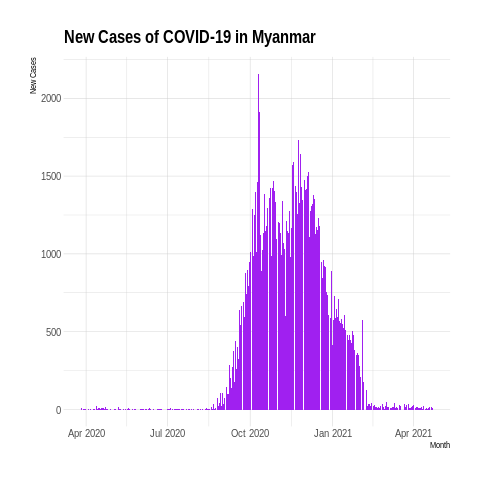 New Cases of COVID-19 in Myanmar
New Cases
2000
1500
1000
500
0
Apr 2020 Jul 2020 Oct 2020 Jan 2021 Apr 2021
Month